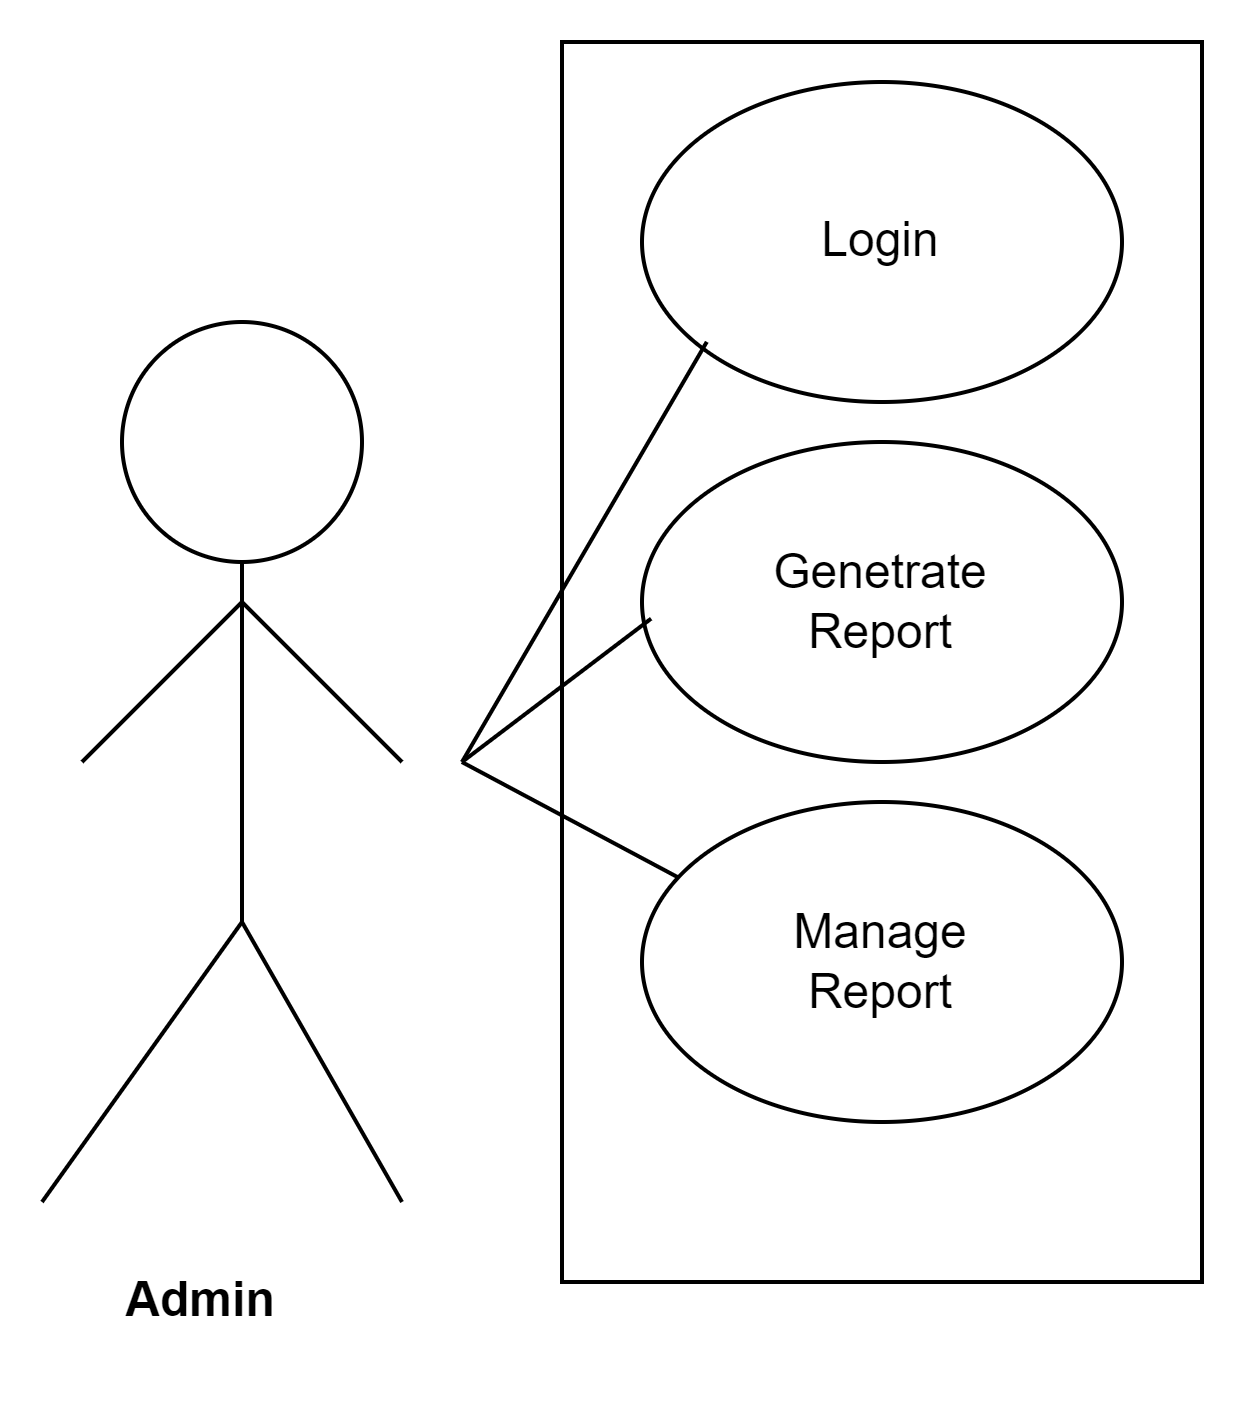 Login
Genetrate
Report
Manage
Report
Admin